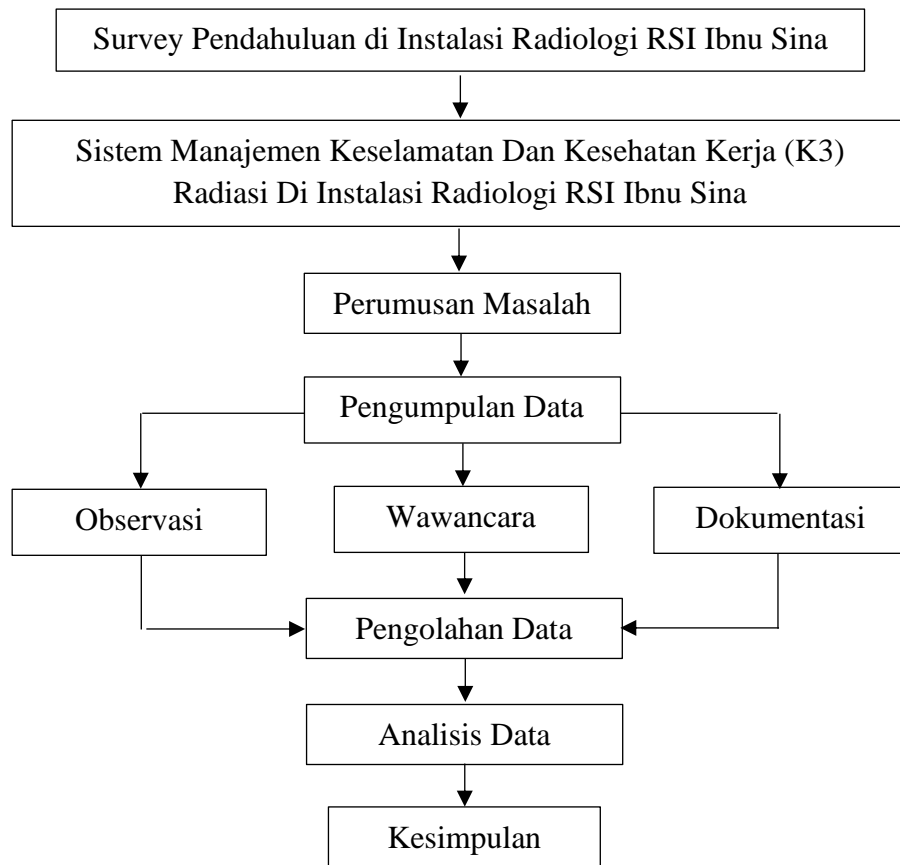 Survey Pendahuluan di Instalasi Radiologi RSI Ibnu Sina
Sistem Manajemen Keselamatan Dan Kesehatan Kerja (K3)
Radiasi Di Instalasi Radiologi RSI Ibnu Sina
Perumusan Masalah
Pengumpulan Data
Observasi
Wawancara
Dokumentasi
Pengolahan Data
Analisis Data
Kesimpulan